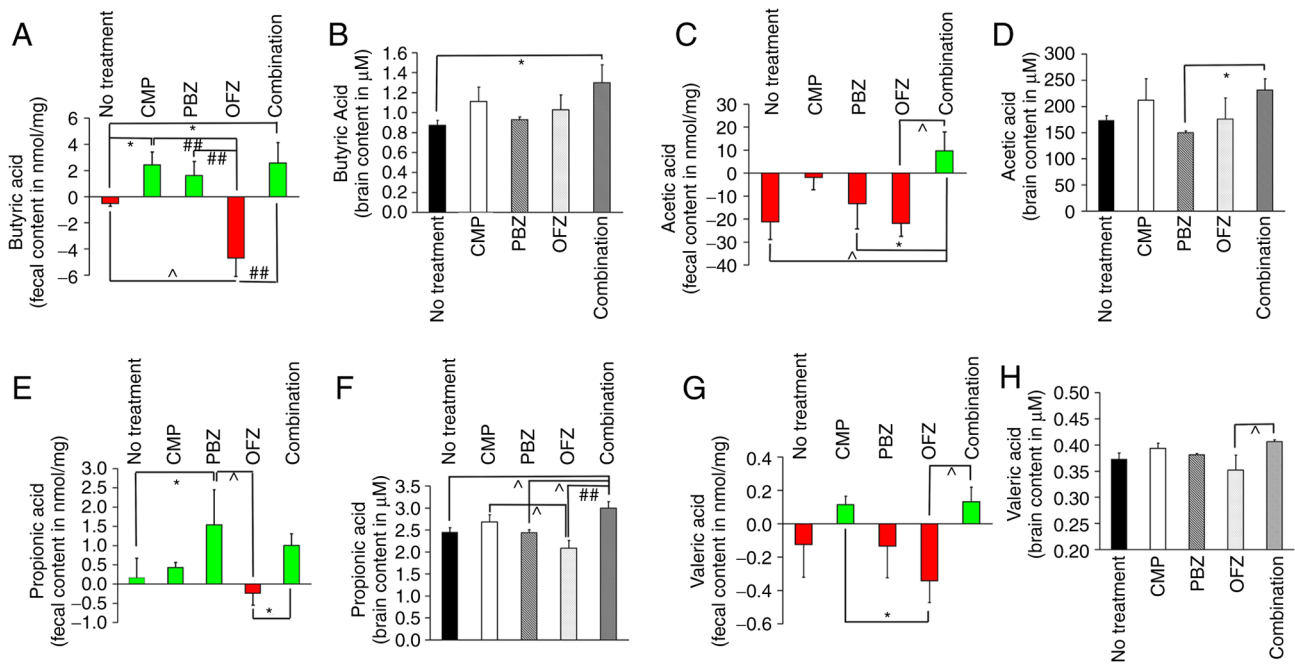 A
No treatment
CMP
PBZ
OFZ
Combination
Butyric acid
(fecal content in nmol/mg)
6
4
2
0
−2
−4
−6
*
*
##
##
^
##
B
Butyric Acid
(brain content in μM)
1.6
1.4
1.2
1.0
0.8
0.6
0.4
0.2
0.0
*
No treatment
CMP
PBZ
OFZ
Combination
C
No treatment
CMP
PBZ
OFZ
Combination
Acetic acid
(fecal content in nmol/mg)
30
20
10
0
−10
−20
−30
−40
^
*
^
D
Acetic acid
(brain content in μM)
300
250
200
150
100
50
0
*
No treatment
CMP
PBZ
OFZ
Combination
E
No treatment
CMP
PBZ
OFZ
Combination
Propionic acid
(fecal content in nmol/mg)
3.0
2.5
2.0
1.5
1.0
0.5
0.0
−0.5
−1.0
*
^
*
F
No treatment
CMP
PBZ
OFZ
Combination
Propionic acid
(brain content in μM)
3.5
3.0
2.5
2.0
1.5
1.0
0.5
0.0
^
^
##
^
G
No treatment
CMP
PBZ
OFZ
Combination
Valeric acid
(fecal content in nmol/mg)
0.4
0.2
0.0
−0.2
−0.4
−0.6
^
*
H
Valeric acid
(brain content in μM)
0.50
0.45
0.40
0.35
0.30
0.25
0.20
^
No treatment
CMP
PBZ
OFZ
Combination